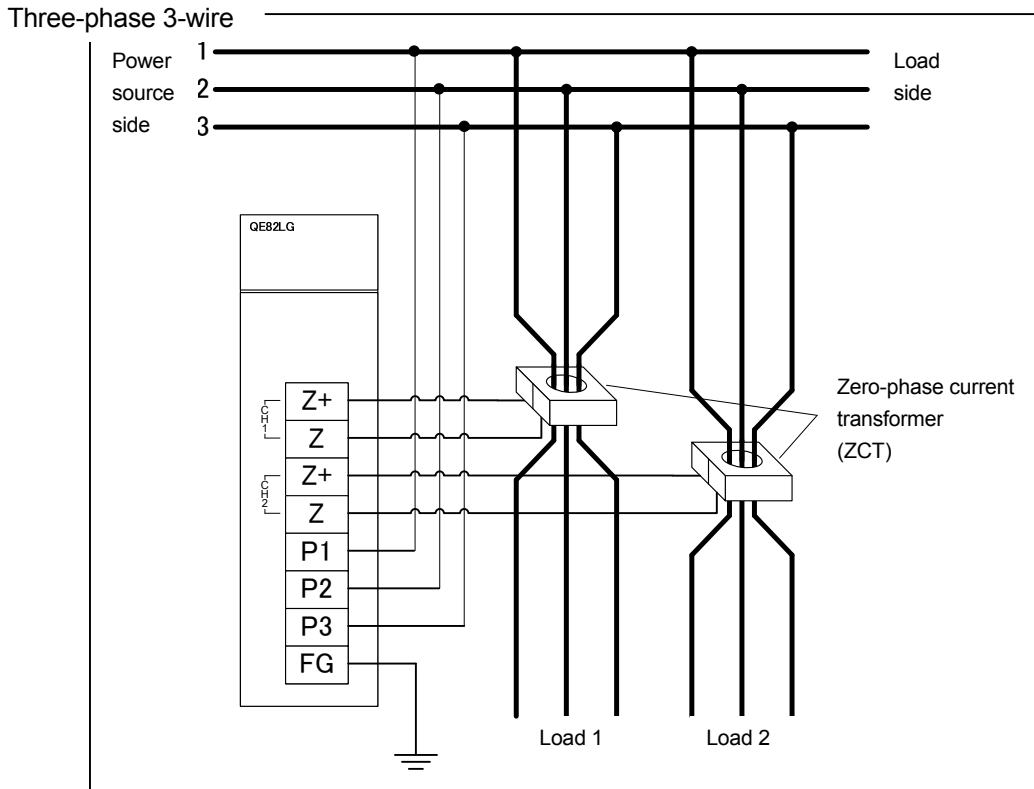 Three-phase 3-wire
Power
source
side
1
2
3
Load
side
QE82LG
CH1
Z+
Z
CH2
Z+
Z
P1
P2
P3
FG
Zero-phase current
transformer
(ZCT)
Load 1
Load 2